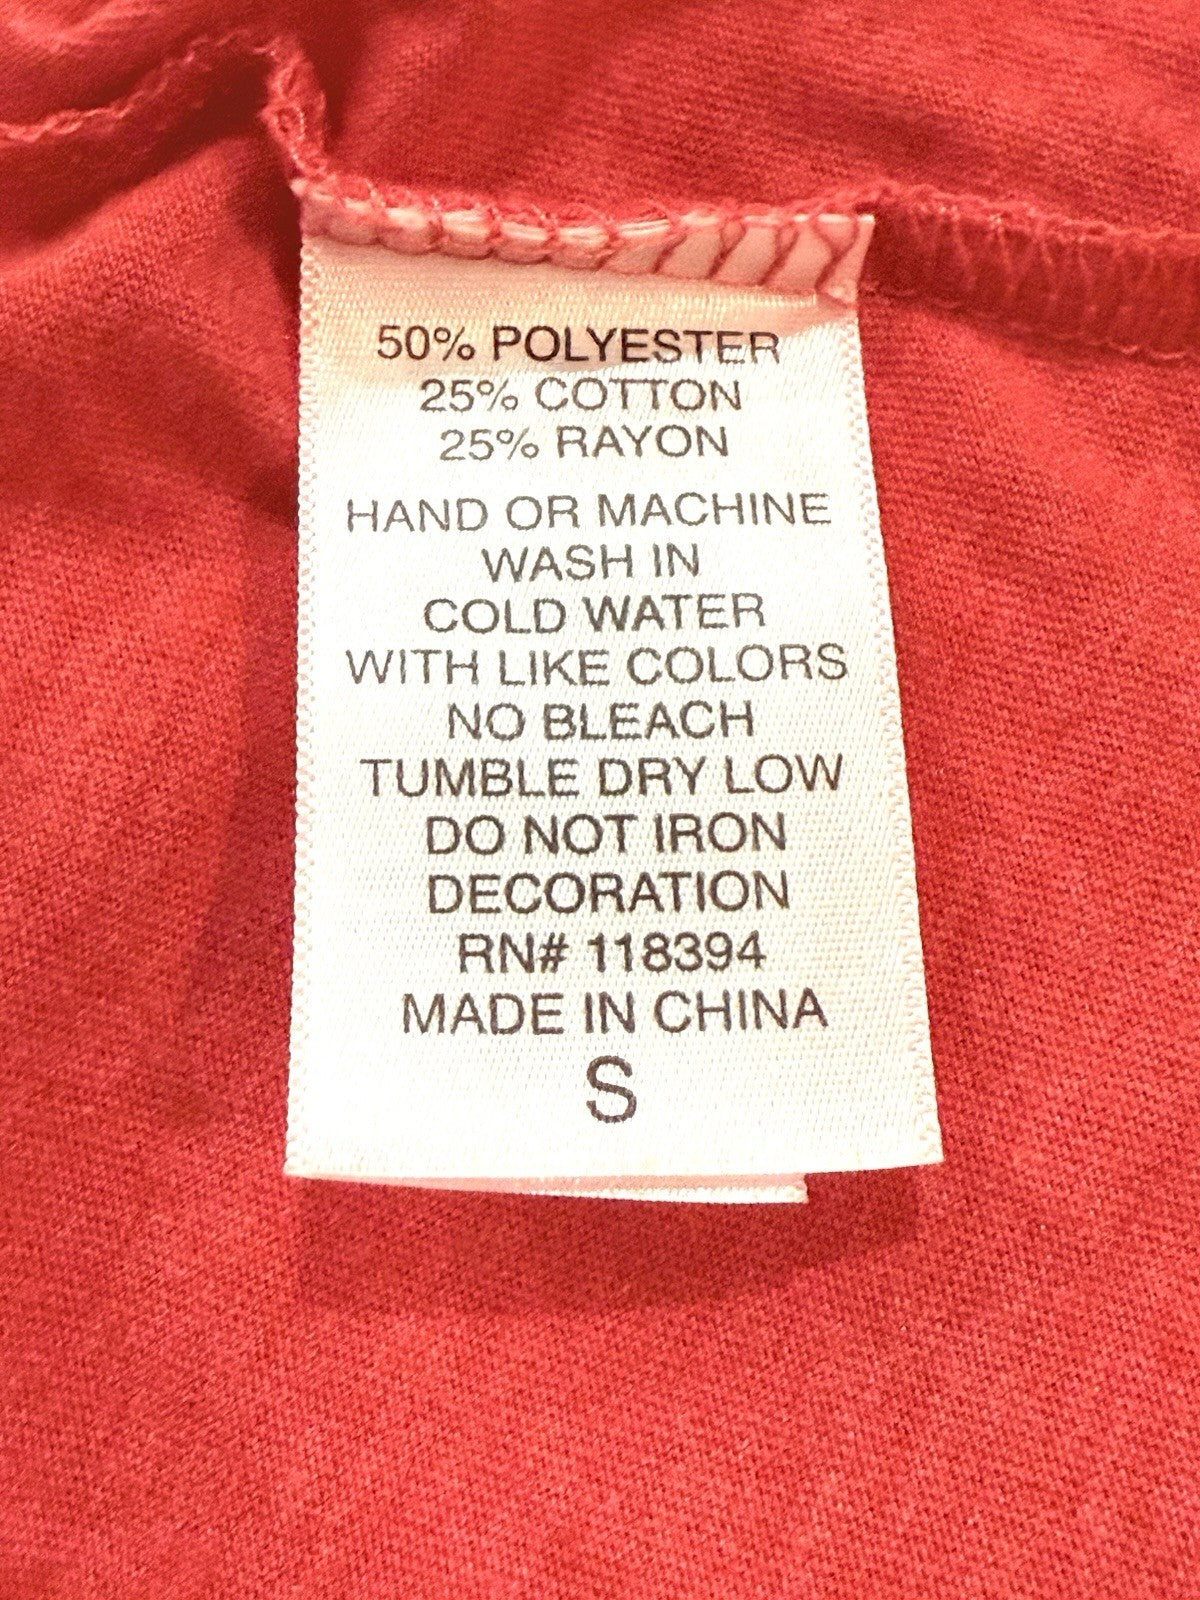 50% POLYESTER
25% COTTON
25% RAYON
HAND OR MACHINE
WASH IN
COLD WATER
WITH LIKE COLORS
NO BLEACH
TUMBLE DRY LOW
DO NOT IRON
DECORATION
RN# 118394
MADE IN CHINA
S